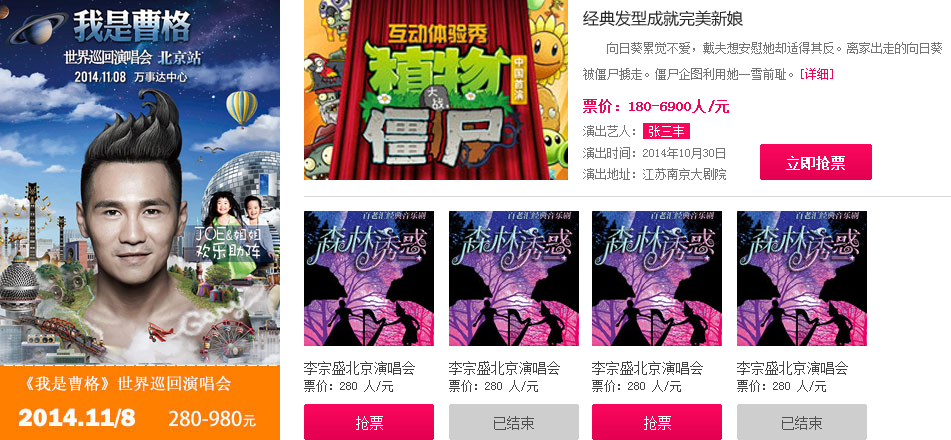 我是曹格
世界巡回演唱会 北京站
2014.11.08 万事达中心
JOE&姐姐
欢乐助阵
《我是曹格》世界巡回演唱会
2014.11/8 280-980元
互动体验秀
植物
大战
僵尸
中国首演
经典发型成就完美新娘
向日葵累觉不爱，戴夫想安慰她却适得其反。离家出走的向日葵
被僵尸掳走。僵尸企图利用她一雪前耻。[详细]
票价：180-6900人/元
演出艺人： 张三丰
演出时间：2014年10月30日
演出地址：江苏南京大剧院
立即抢票
百老汇经典音乐剧
森林诱惑
李宗盛北京演唱会
票价：280 人/元
抢票
百老汇经典音乐剧
森林诱惑
李宗盛北京演唱会
票价：280 人/元
已结束
百老汇经典音乐剧
森林诱惑
李宗盛北京演唱会
票价：280 人/元
抢票
百老汇经典音乐剧
森林诱惑
李宗盛北京演唱会
票价：280 人/元
已结束